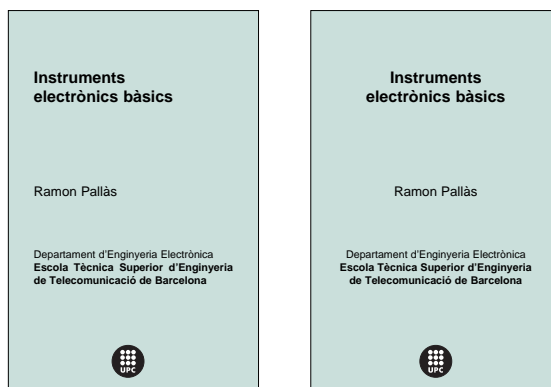 Instruments
electrònics bàsics
Ramon Pallàs
Departament d'Enginyeria Electrònica
Escola Tècnica Superior d'Enginyeria
de Telecomunicació de Barcelona
UPC
Instruments
electrònics bàsics
Ramon Pallàs
Departament d'Enginyeria Electrònica
Escola Tècnica Superior d'Enginyeria
de Telecomunicació de Barcelona
UPC